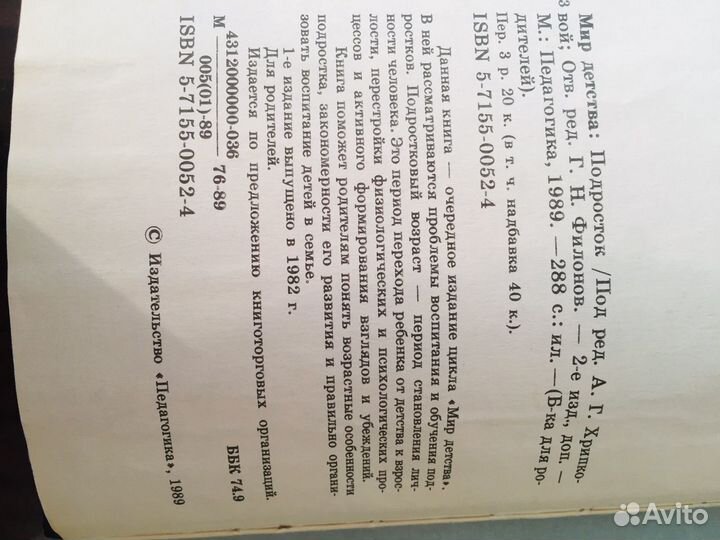 Мир детства: Подросток /Под ред. А. Г. Хрипко-
вой; Отв. ред. Г. Н. Филонов. — 2-е изд., доп. —
М.: Педагогика, 1989. — 288 с.: ил. — (Б-ка для ро-
дителей).
Пер. 3 р. 20 к. (в т. ч. надбавка 40 к.).
ISBN 5-7155-0052-4
Данная книга — очередное издание цикла «Мир детства».
В ней рассматриваются проблемы воспитания и обучения под-
ростков. Подростковый возраст — период становления лич-
ности человека. Это период перехода ребенка от детства к взрос-
лости, перестройки физиологических и психологических про-
цессов и активного формирования взглядов и убеждений.
Книга поможет родителям понять возрастные особенности
подростка, закономерности его развития и правильно органи-
зовать воспитание детей в семье.
1-е издание выпущено в 1982 г.
Для родителей.
Издается по предложению книготорговых организаций.
4312000000-036
М ——— 76-89
005(01)-89
ББК 74.9
ISBN 5-7155-0052-4
© Издательство «Педагогика», 1989
Avito